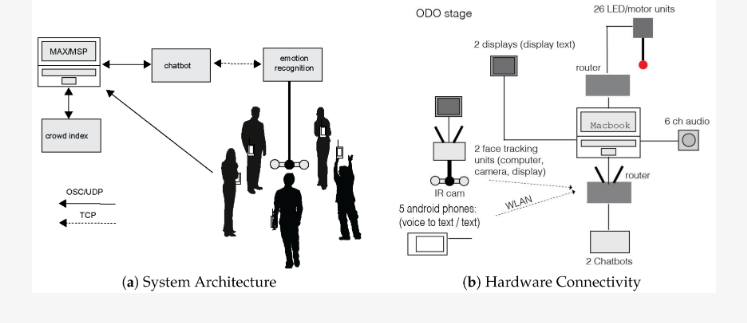 MAX/MSP
chatbot
emotion
recognition
crowd index
OSC/UDP
TCP
(a) System Architecture
ODO stage
26 LED/motor units
2 displays (display text)
router
Macbook
6 ch audio
2 face tracking
units (computer,
camera, display)
IR cam
router
WLAN
5 android phones:
(voice to text / text)
2 Chatbots
(b) Hardware Connectivity